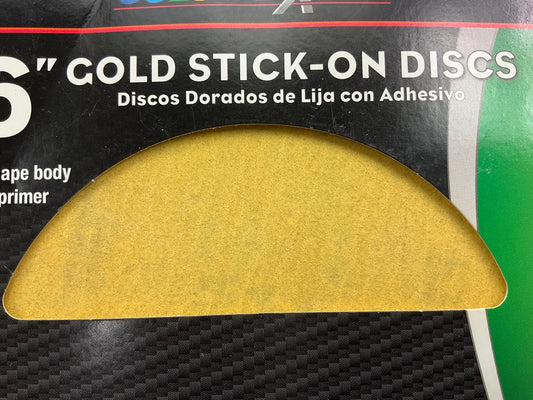 6" GOLD STICK-ON DISCS
Discos Dorados de Lija con Adhesivo
ape body
primer